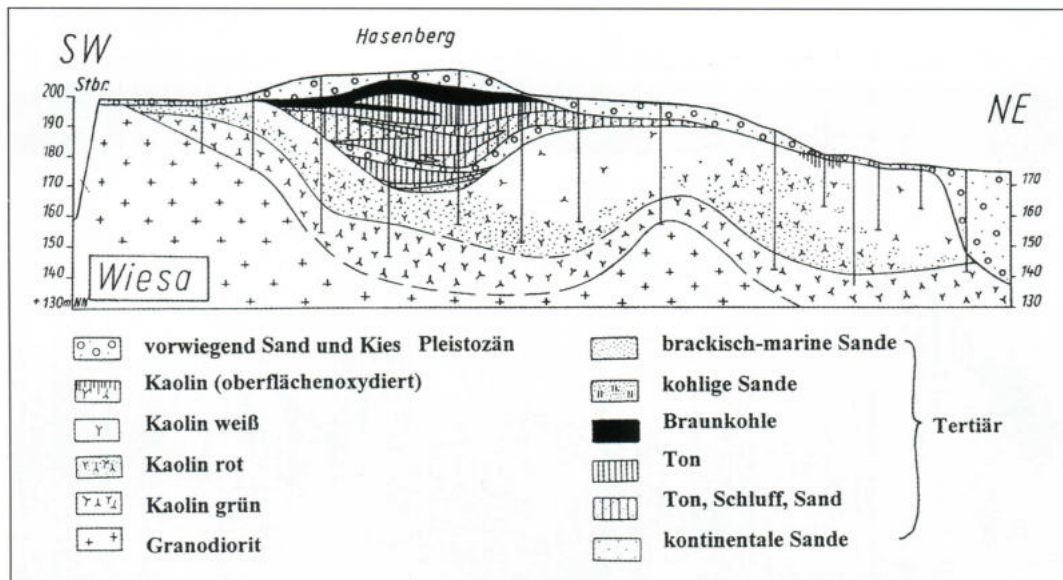 Hasenberg
SW
NE
Stbr.
200
190
180
170
160
150
140
+ 130m NN
170
160
150
140
130
Wiesa
vorwiegend Sand und Kies Pleistozän
Kaolin (oberflächenoxydiert)
Kaolin weiß
Kaolin rot
Kaolin grün
Granodiorit
brackisch-marine Sande
kohlige Sande
Braunkohle
Ton
Ton, Schluff, Sand
kontinentale Sande
Tertiär